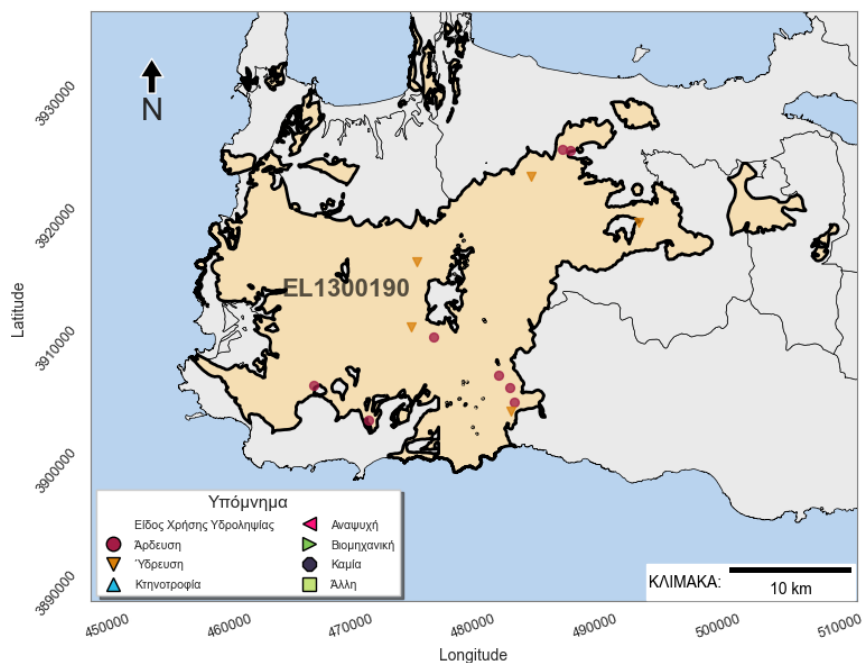 N
3930000
3920000
3910000
3900000
3890000
Latitude
EL1300190
Υπόμνημα
Είδος Χρήσης Υδροληψίας
Άρδευση
Ύδρευση
Κτηνοτροφία
Αναψυχή
Βιομηχανική
Καμία
Άλλη
ΚΛΙΜΑΚΑ:
10 km
450000
460000
470000
480000
490000
500000
510000
Longitude